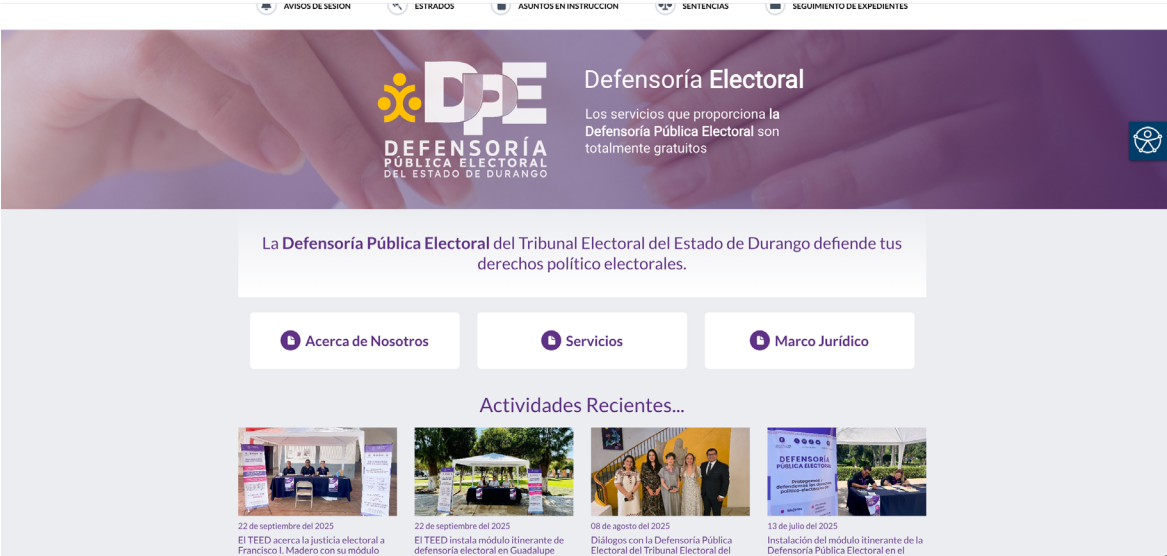 AVISOS DE SESIÓN
ESTRADOS
ASUNTOS EN INSTRUCCIÓN
SENTENCIAS
SEGUIMIENTO DE EXPEDIENTES
DPE
DEFENSORÍA
PÚBLICA ELECTORAL
DEL ESTADO DE DURANGO
Defensoría Electoral
Los servicios que proporciona la
Defensoría Pública Electoral son
totalmente gratuitos
La Defensoría Pública Electoral del Tribunal Electoral del Estado de Durango defiende tus
derechos político electorales.
Acerca de Nosotros
Servicios
Marco Jurídico
Actividades Recientes...
DEFENSORÍA
PÚBLICA ELECTORAL
22 de septiembre del 2025
El TEED acerca la justicia electoral a
Francisco I. Madero con su módulo
22 de septiembre del 2025
El TEED instala módulo itinerante de
defensoría electoral en Guadalupe
08 de agosto del 2025
Diálogos con la Defensoría Pública
Electoral del Tribunal Electoral del
13 de julio del 2025
Instalación del módulo itinerante de la
Defensoría Pública Electoral en el